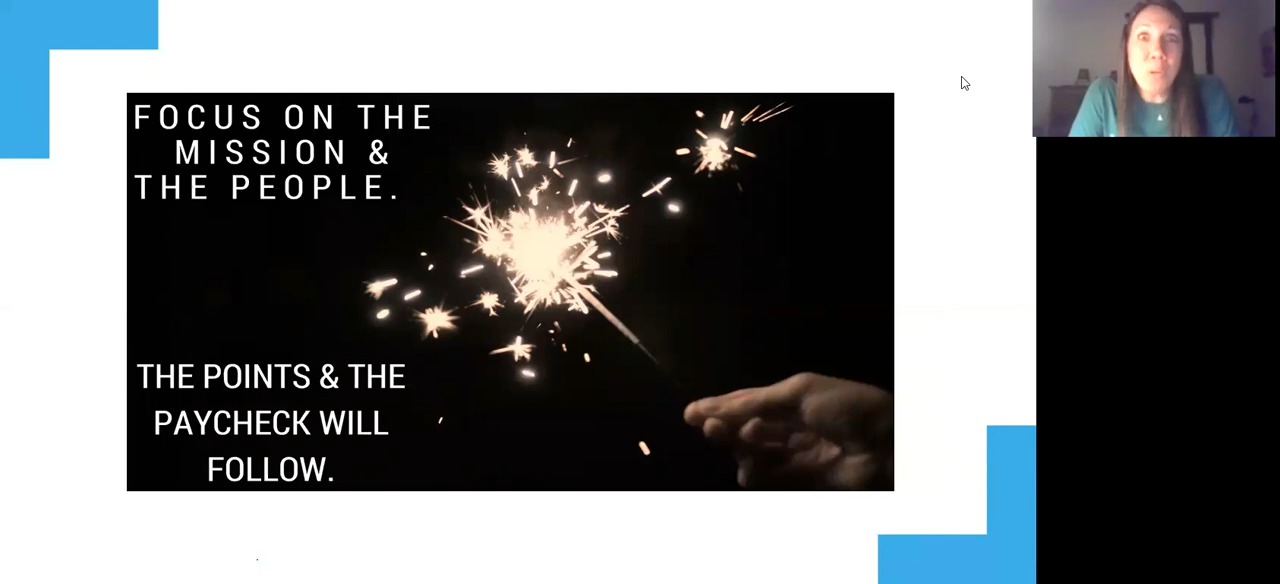 FOCUS ON THE
MISSION &
THE PEOPLE.
THE POINTS & THE
PAYCHECK WILL
FOLLOW.